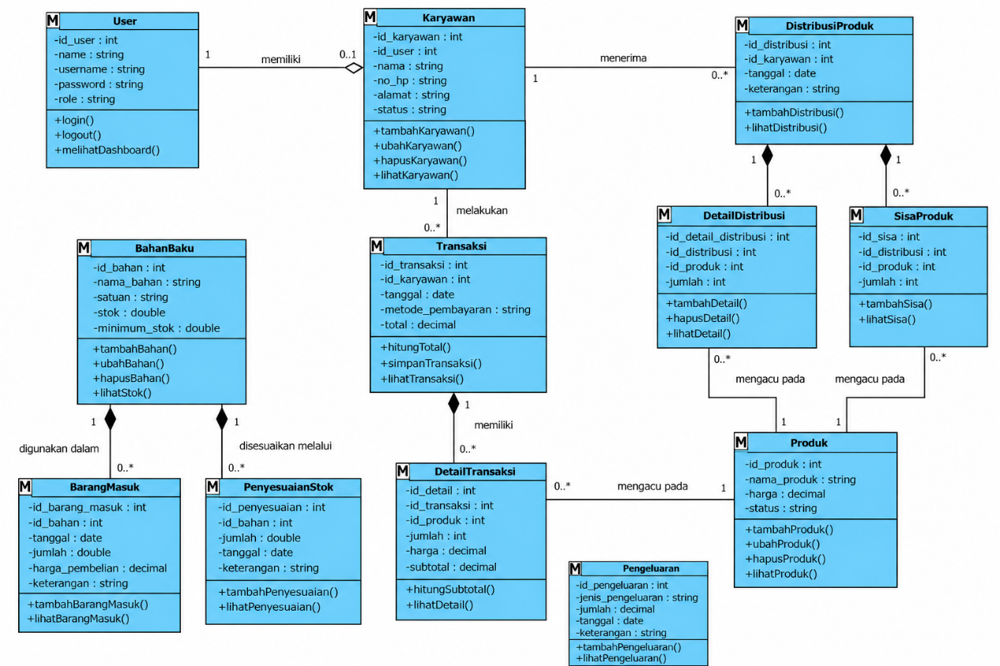 M User
-id_user : int
-name : string
-username : string
-password : string
-role : string
+login()
+logout()
+melihatDashboard()
1
memiliki
0..1
M Karyawan
-id_karyawan : int
-id_user : int
-nama : string
-no_hp : string
-alamat : string
-status : string
+tambahKaryawan()
+ubahKaryawan()
+hapusKaryawan()
+lihatKaryawan()
1
menerima
0..*
M DistribusiProduk
-id_distribusi : int
-id_karyawan : int
-tanggal : date
-keterangan : string
+tambahDistribusi()
+lihatDistribusi()
1
melakukan
0..*
1
0..*
1
0..*
M DetailDistribusi
-id_detail_distribusi : int
-id_distribusi : int
-id_produk : int
-jumlah : int
+tambahDetail()
+hapusDetail()
+lihatDetail()
M SisaProduk
-id_sisa : int
-id_distribusi : int
-id_produk : int
-jumlah : int
+tambahSisa()
+lihatSisa()
M BahanBaku
-id_bahan : int
-nama_bahan : string
-satuan : string
-stok : double
-minimum_stok : double
+tambahBahan()
+ubahBahan()
+hapusBahan()
+lihatStok()
M Transaksi
-id_transaksi : int
-id_karyawan : int
-tanggal : date
-metode_pembayaran : string
-total : decimal
+hitungTotal()
+simpanTransaksi()
+lihatTransaksi()
0..*
mengacu pada
1
0..*
mengacu pada
1
1
digunakan dalam
0..*
1
disesuaikan melalui
0..*
1
memiliki
0..*
M BarangMasuk
-id_barang_masuk : int
-id_bahan : int
-tanggal : date
-jumlah : double
-harga_pembelian : decimal
-keterangan : string
+tambahBarangMasuk()
+lihatBarangMasuk()
M PenyesuaianStok
-id_penyesuaian : int
-id_bahan : int
-jumlah : double
-tanggal : date
-keterangan : string
+tambahPenyesuaian()
+lihatPenyesuaian()
M DetailTransaksi
-id_detail : int
-id_transaksi : int
-id_produk : int
-jumlah : int
-harga : decimal
-subtotal : decimal
+hitungSubtotal()
+lihatDetail()
0..*
mengacu pada
1
M Produk
-id_produk : int
-nama_produk : string
-harga : decimal
-status : string
+tambahProduk()
+ubahProduk()
+hapusProduk()
+lihatProduk()
M Pengeluaran
-id_pengeluaran : int
-jenis_pengeluaran : string
-jumlah : decimal
-tanggal : date
-keterangan : string
+tambahPengeluaran()
+lihatPengeluaran()